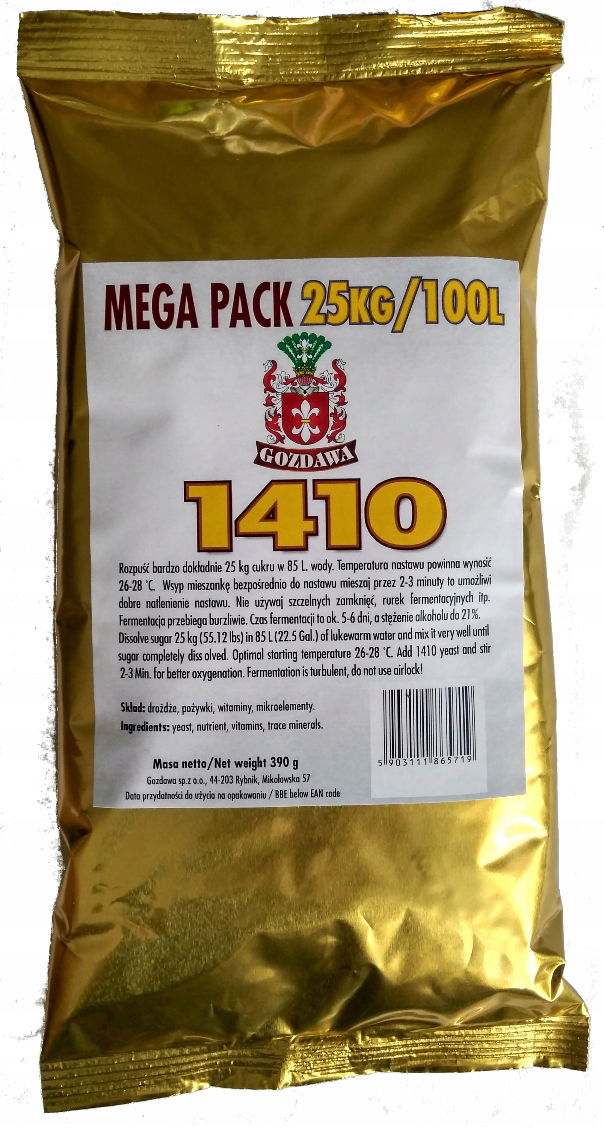 MEGA PACK 25KG/100L
GOZDAWA
1410
Rozpuść bardzo dokładnie 25 kg cukru w 85 L. wody. Temperatura nastawu powinna wynosić
26-28 °C. Wsyp mieszankę bezpośrednio do nastawu mieszaj przez 2-3 minuty to umożliwi
dobre natlenienie nastawu. Nie używaj szczelnych zamknięć, rurek fermentacyjnych itp.
Fermentacja przebiega burzliwie. Czas fermentacji to ok. 5-6 dni, a stężenie alkoholu do 21%.
Dissolve sugar 25 kg (55.12 lbs) in 85 L (22.5 Gal.) of lukewarm water and mix it very well until
sugar completely diss olved. Optimal starting temperature 26-28 °C. Add 1410 yeast and stir
2-3 Min. for better oxygenation. Fermentation is turbulent, do not use airlock!
Skład: drożdże, pożywki, witaminy, mikroelementy.
Ingredients: yeast, nutrient, vitamins, trace minerals.
Masa netto/Net weight 390 g
Gozdawa sp.z o.o., 44-203 Rybnik, Mikołowska 57
Data przydatności do użycia na opakowaniu / BBE below EAN code
5 903111 865719